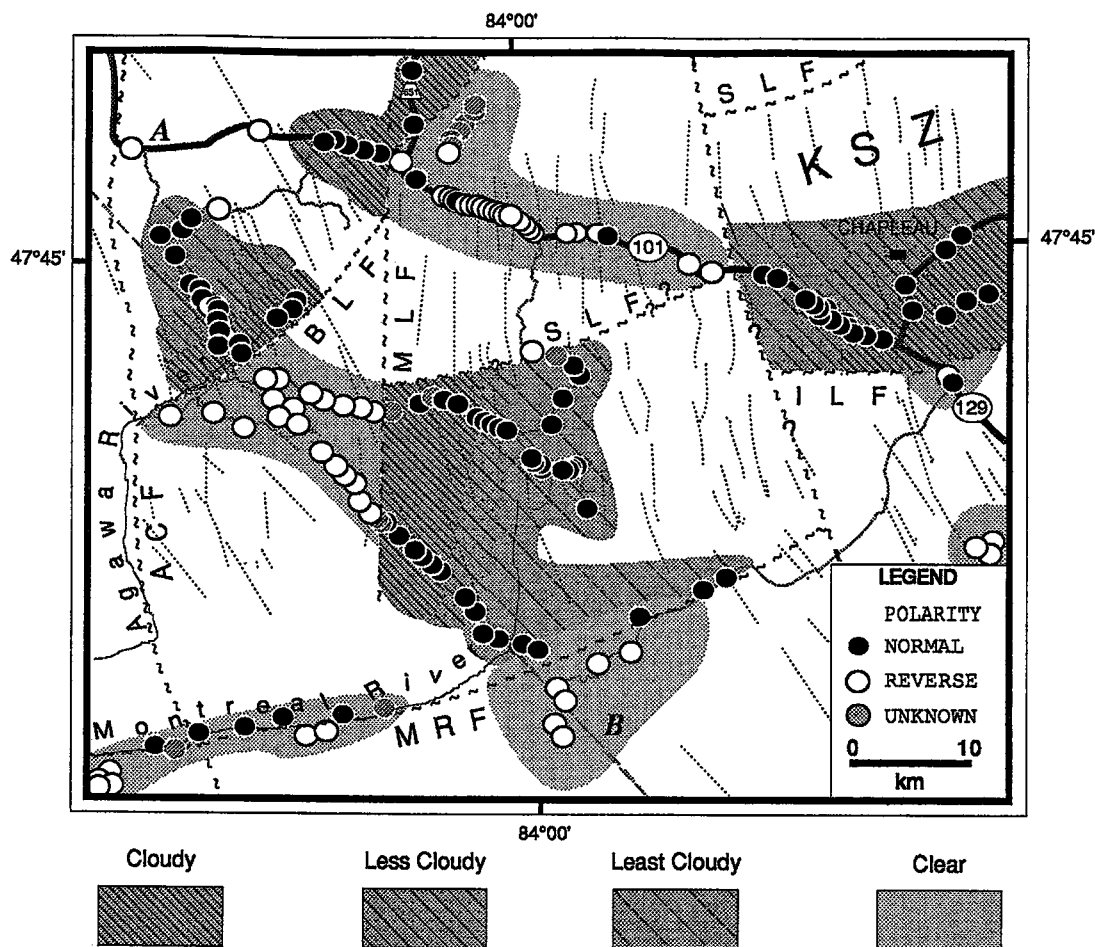 84°00'
A
651
S L F
K S Z
CHAPLEAU
47°45'
47°45'
101
B L F
M L F
S L F ?
?
I L F
129
?
Agawa River
A C F
Montreal River
M R F
B
LEGEND
POLARITY
NORMAL
REVERSE
UNKNOWN
0 10
km
84°00'
Cloudy Less Cloudy Least Cloudy Clear